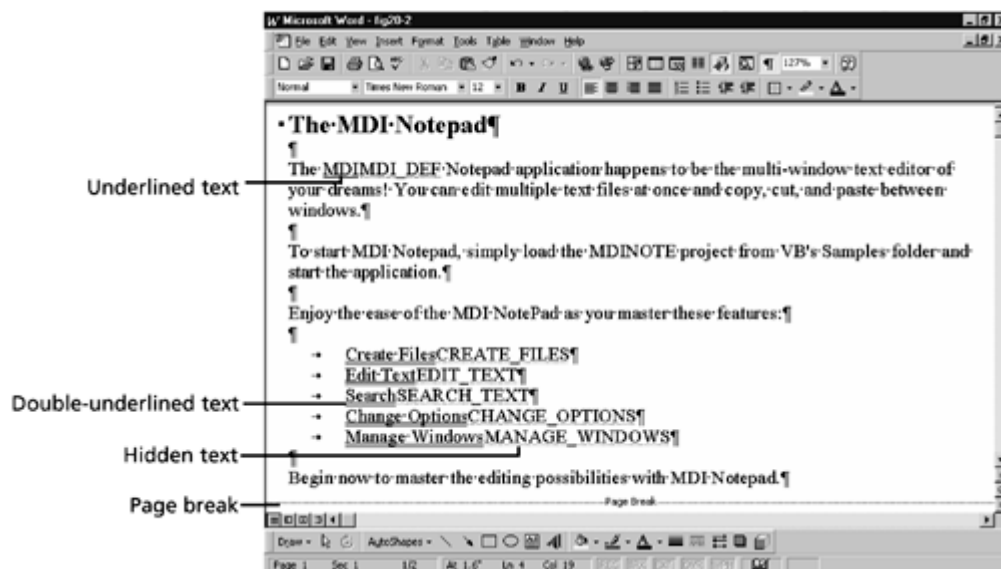 Microsoft Word - fig20-2
File Edit View Insert Format Tools Table Window Help
127%
Normal Times New Roman 12 B I U
The MDI Notepad¶
¶
The MDIMDI_DEF Notepad application happens to be the multi-window text editor of
your dreams! You can edit multiple text files at once and copy, cut, and paste between
windows.¶
¶
To start MDI Notepad, simply load the MDINOTE project from VB's Samples folder and
start the application.¶
¶
Enjoy the ease of the MDI NotePad as you master these features:¶
¶
Create FilesCREATE_FILES¶
Edit TextEDIT_TEXT¶
SearchSEARCH_TEXT¶
Change OptionsCHANGE_OPTIONS¶
Manage WindowsMANAGE_WINDOWS¶
¶
Begin now to master the editing possibilities with MDI Notepad.¶
Page Break
Underlined text
Double-underlined text
Hidden text
Page break
Draw AutoShapes
Page 1 Sec 1 1/2 At 1.6" Ln 4 Col 19